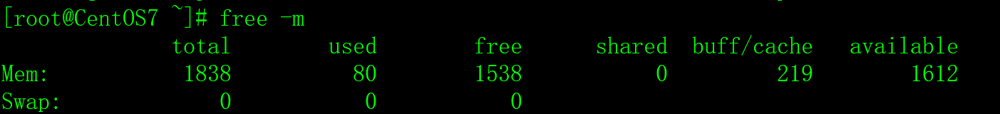 [root@CentOS7 ~]# free -m
total used free shared buff/cache available
Mem: 1838 80 1538 0 219 1612
Swap: 0 0 0